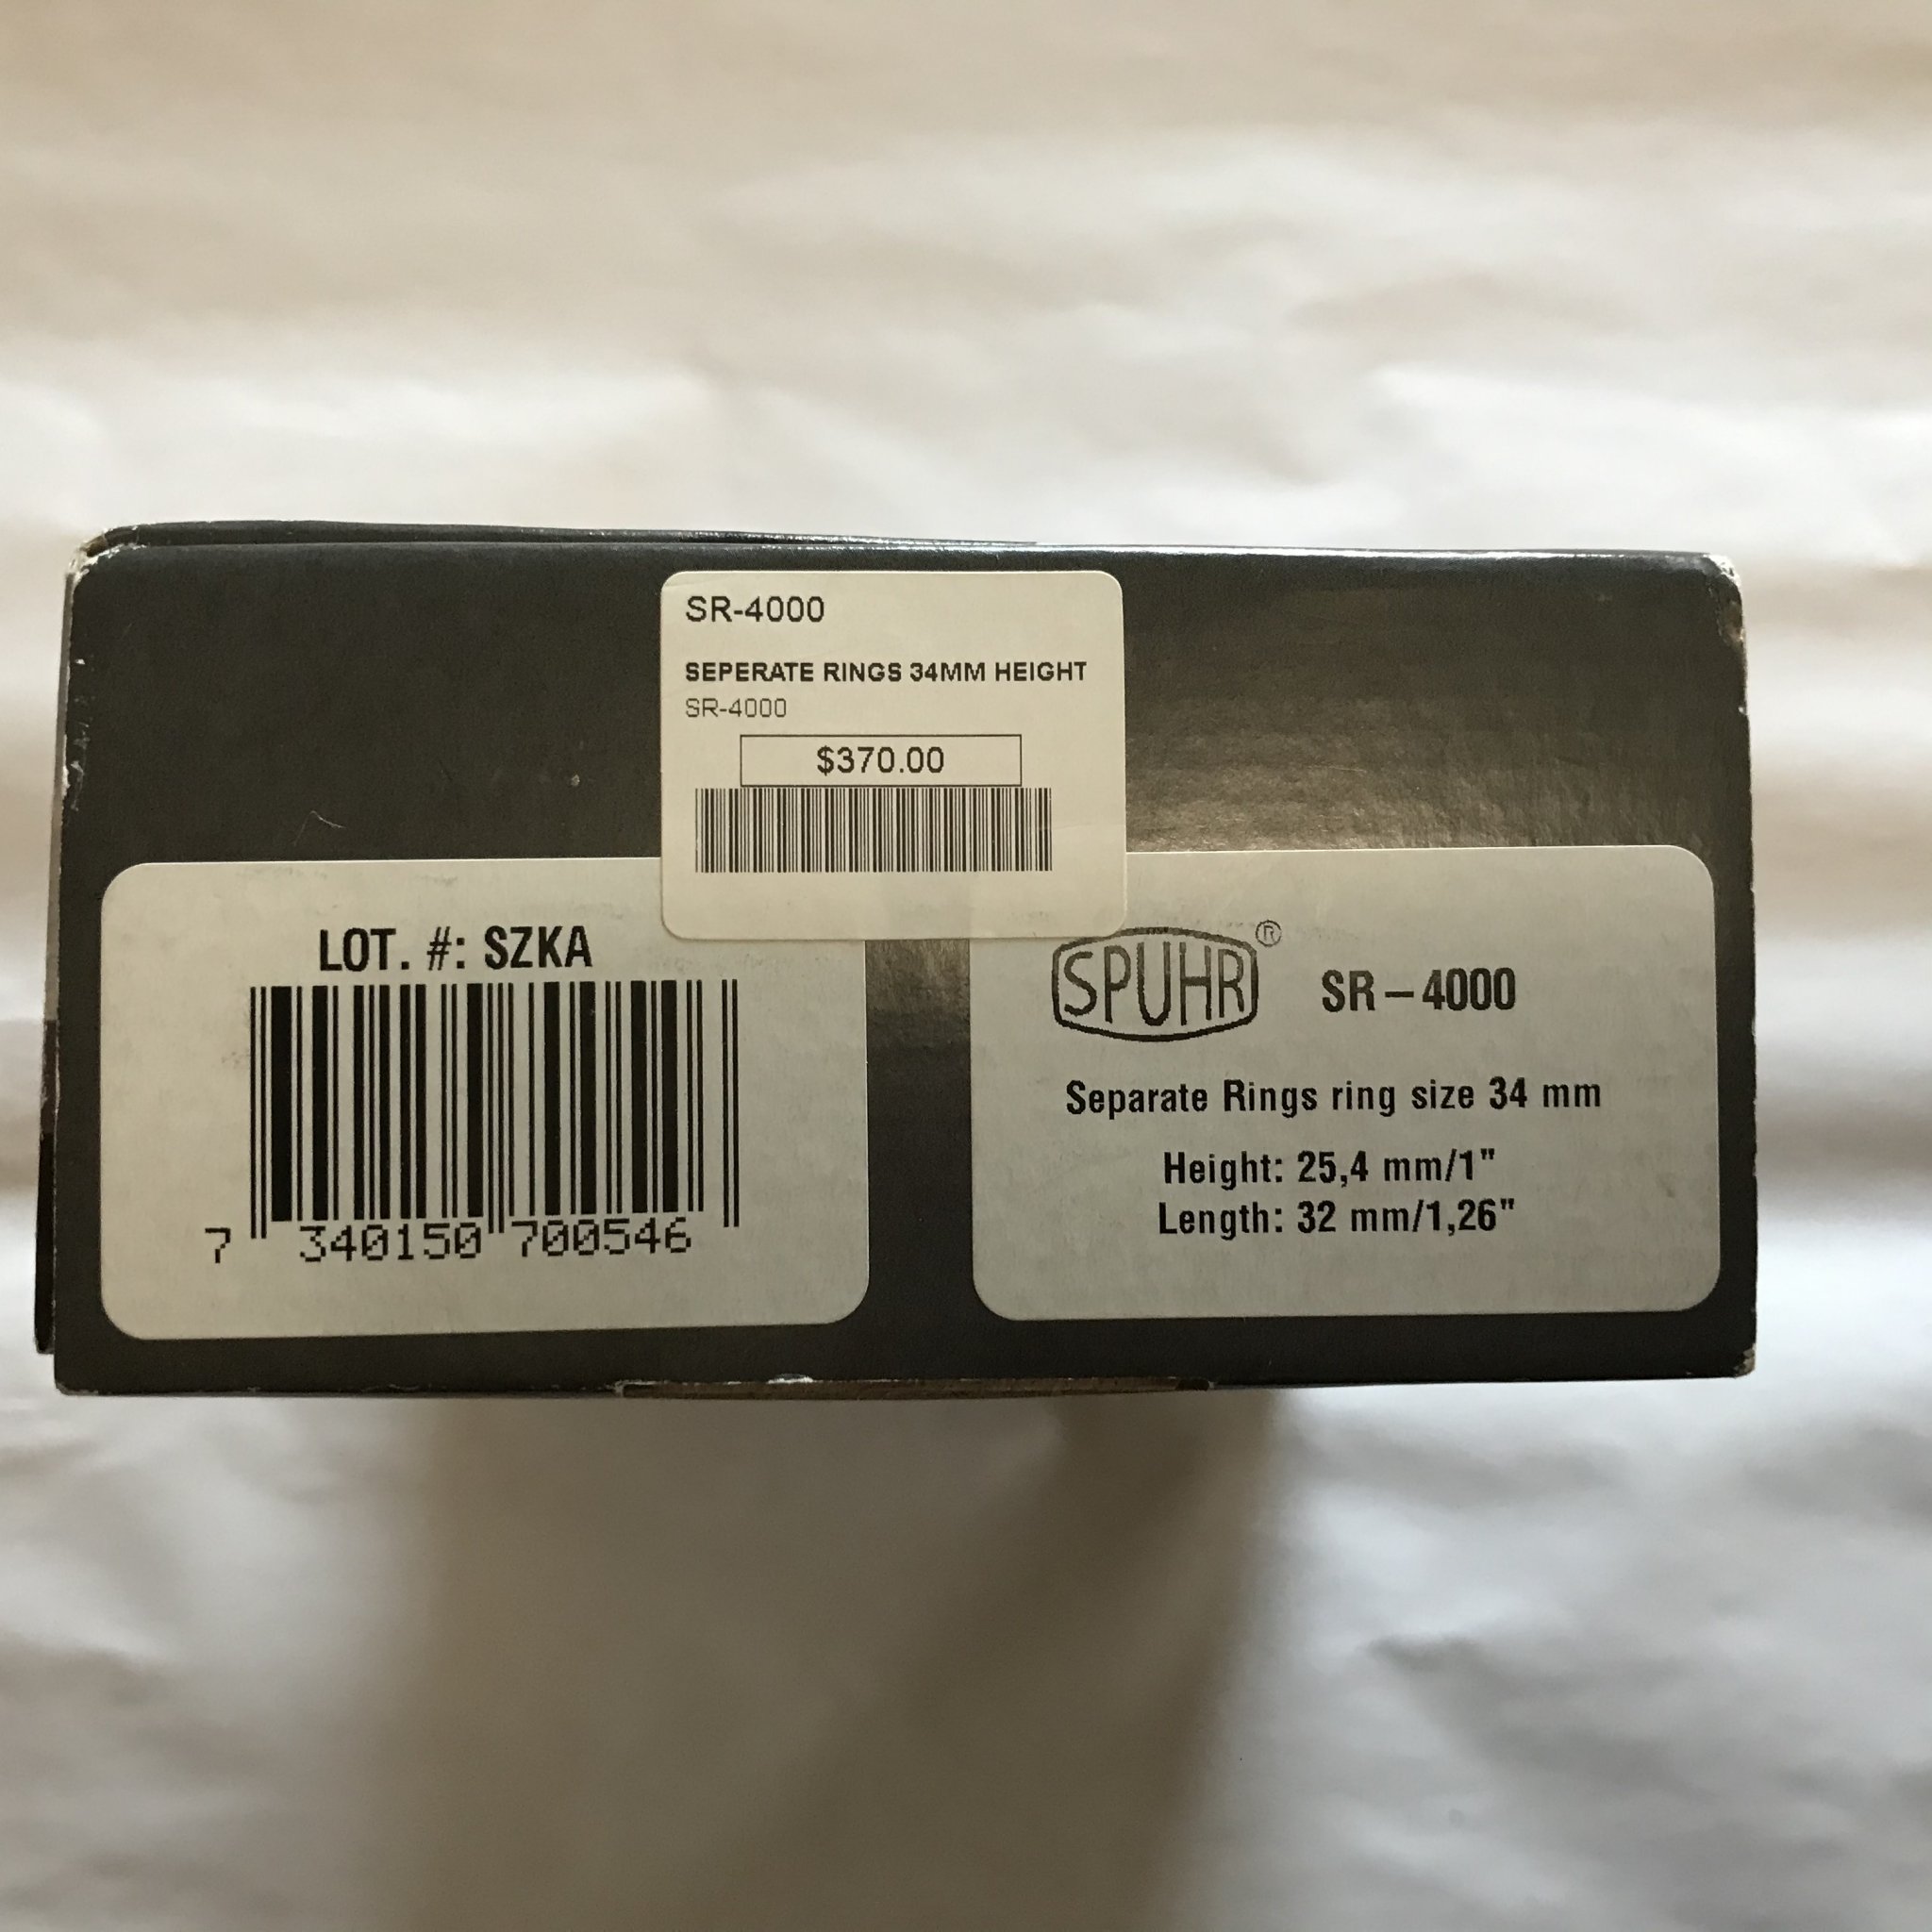 SR-4000
SEPERATE RINGS 34MM HEIGHT
SR-4000
$370.00
LOT. #: SZKA
7 340150 700546
SPUHR® SR-4000
Separate Rings ring size 34 mm
Height: 25,4 mm/1"
Length: 32 mm/1,26"